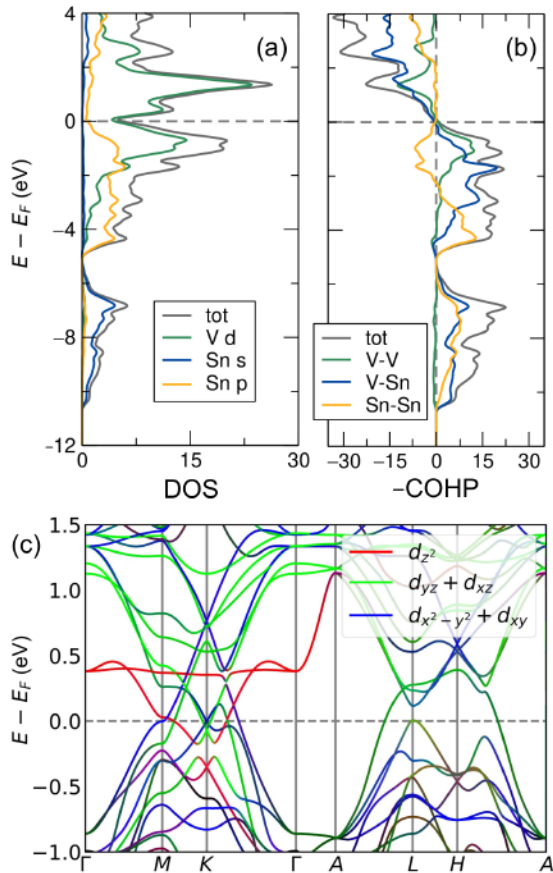 (a)
(b)
4
0
−4
−8
−12
E − E_F (eV)
tot
V d
Sn s
Sn p
tot
V-V
V-Sn
Sn-Sn
0 15 30
−30 −15 0 15 30
DOS
−COHP
(c)
1.5
1.0
0.5
0.0
−0.5
−1.0
E − E_F (eV)
d_{z^2}
d_{yz} + d_{xz}
d_{x^2−y^2} + d_{xy}
Γ M K Γ A L H A